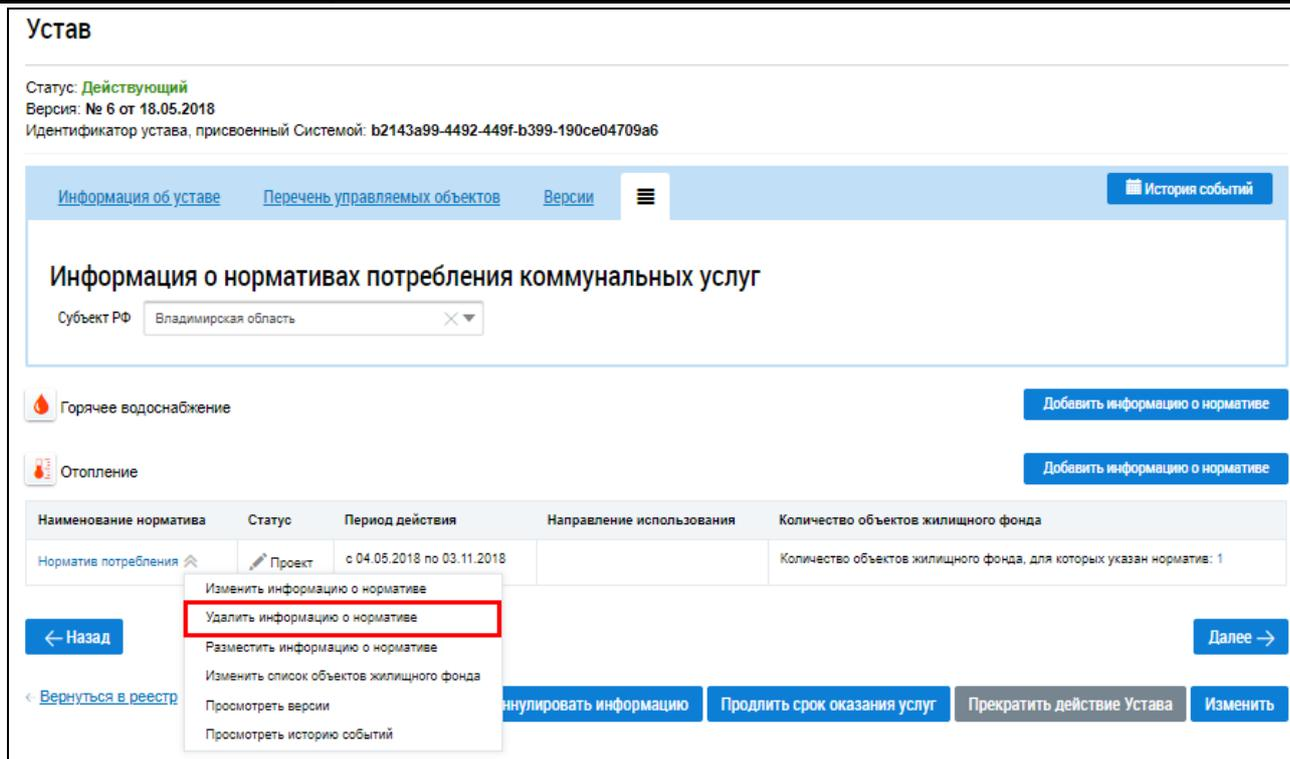 Устав
Статус: Действующий
Версия: № 6 от 18.05.2018
Идентификатор устава, присвоенный Системой: b2143a99-4492-449f-b399-190ce04709a6
Информация об уставе Перечень управляемых объектов Версии История событий
Информация о нормативах потребления коммунальных услуг
Субъект РФ Владимирская область
Горячее водоснабжение Добавить информацию о нормативе
Отопление Добавить информацию о нормативе
Наименование норматива Статус Период действия Направление использования Количество объектов жилищного фонда
Норматив потребления Проект с 04.05.2018 по 03.11.2018 Количество объектов жилищного фонда, для которых указан норматив: 1
Изменить информацию о нормативе
Удалить информацию о нормативе
← Назад Далее →
Разместить информацию о нормативе
Изменить список объектов жилищного фонда
Вернуться в реестр ннулировать информацию Продлить срок оказания услуг Прекратить действие Устава Изменить
Просмотреть версии
Просмотреть историю событий